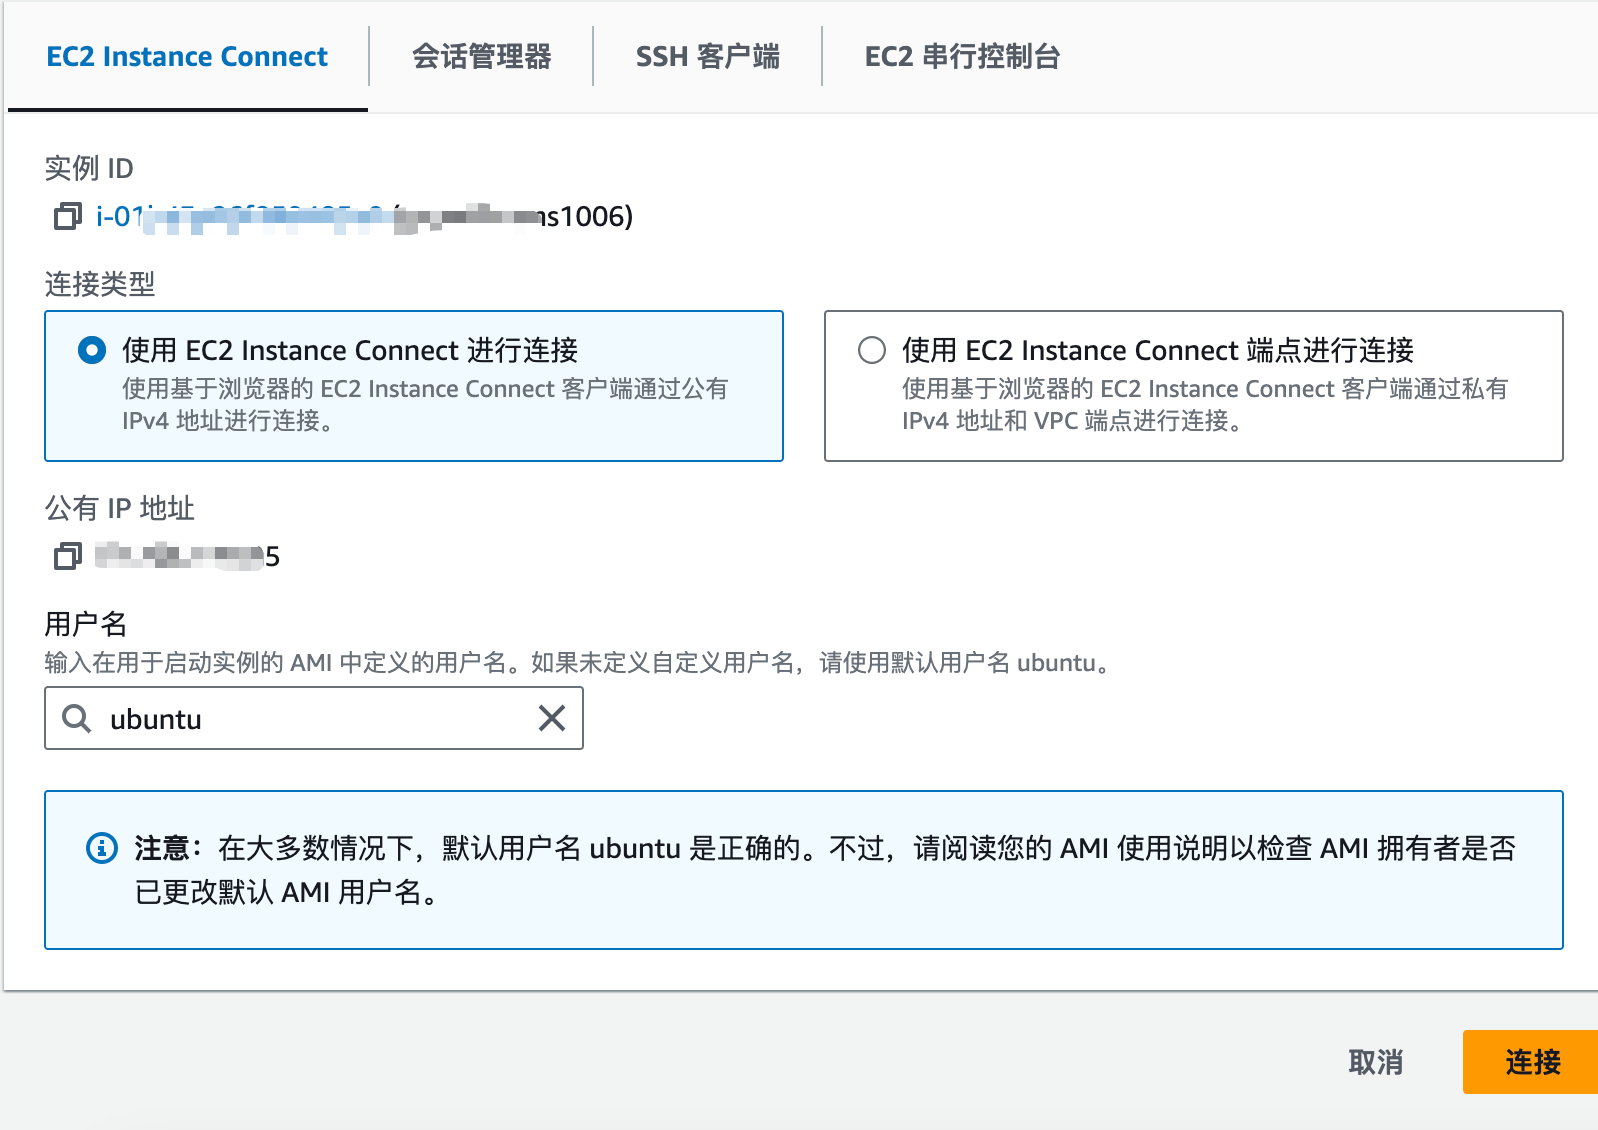 EC2 Instance Connect
会话管理器
SSH 客户端
EC2 串行控制台
实例 ID
ns1006)
连接类型
使用 EC2 Instance Connect 进行连接
使用基于浏览器的 EC2 Instance Connect 客户端通过公有
IPv4 地址进行连接。
使用 EC2 Instance Connect 端点进行连接
使用基于浏览器的 EC2 Instance Connect 客户端通过私有
IPv4 地址和 VPC 端点进行连接。
公有 IP 地址
5
用户名
输入在用于启动实例的 AMI 中定义的用户名。如果未定义自定义用户名，请使用默认用户名 ubuntu。
ubuntu
注意：在大多数情况下，默认用户名 ubuntu 是正确的。不过，请阅读您的 AMI 使用说明以检查 AMI 拥有者是否
已更改默认 AMI 用户名。
取消
连接